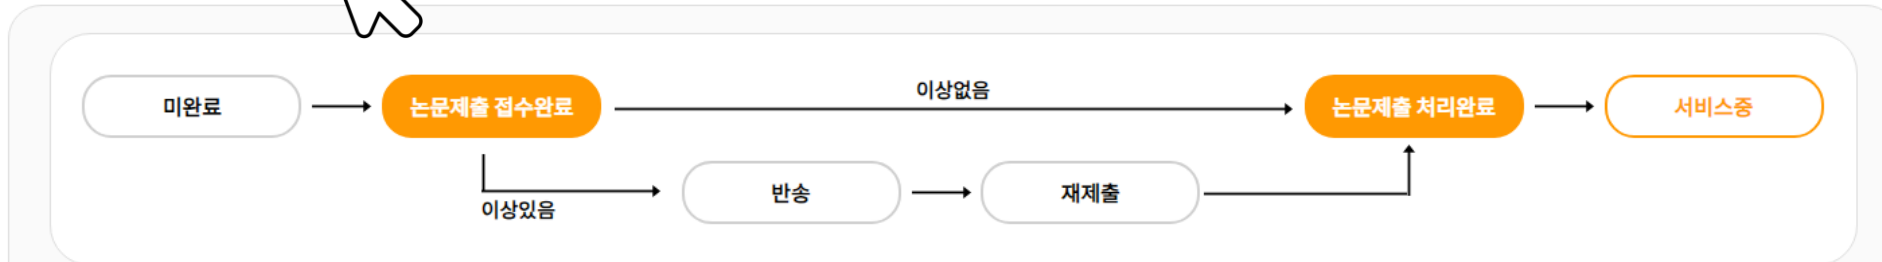 미완료
논문제출 접수완료
이상없음
논문제출 처리완료
서비스중
이상있음
반송
재제출